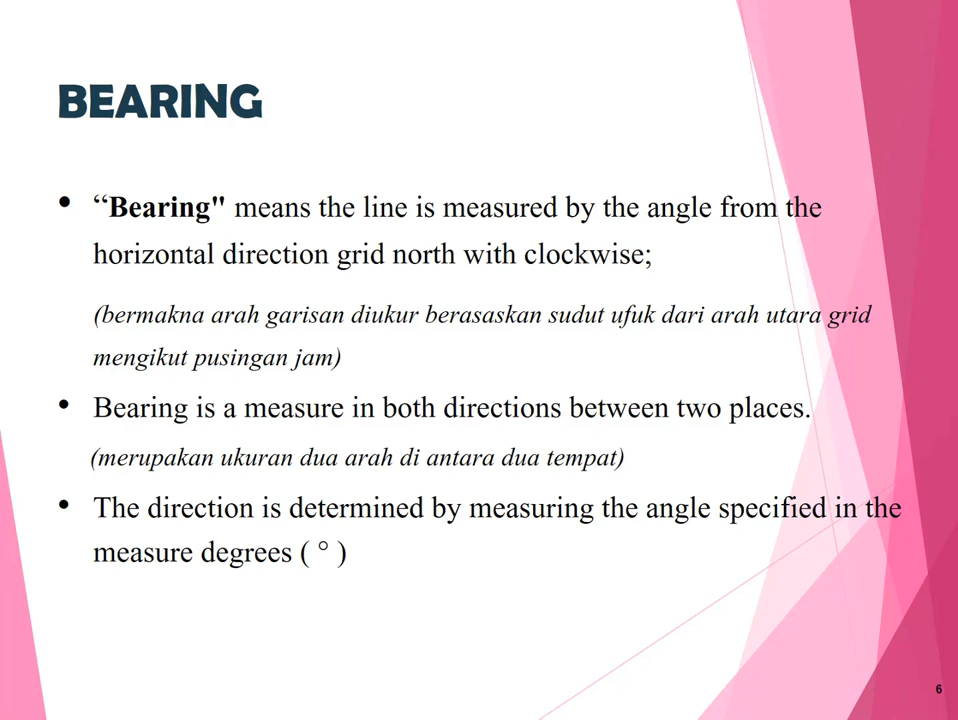 BEARING
• “Bearing" means the line is measured by the angle from the
horizontal direction grid north with clockwise;
(bermakna arah garisan diukur berasaskan sudut ufuk dari arah utara grid
mengikut pusingan jam)
• Bearing is a measure in both directions between two places.
(merupakan ukuran dua arah di antara dua tempat)
• The direction is determined by measuring the angle specified in the
measure degrees ( ° )
6